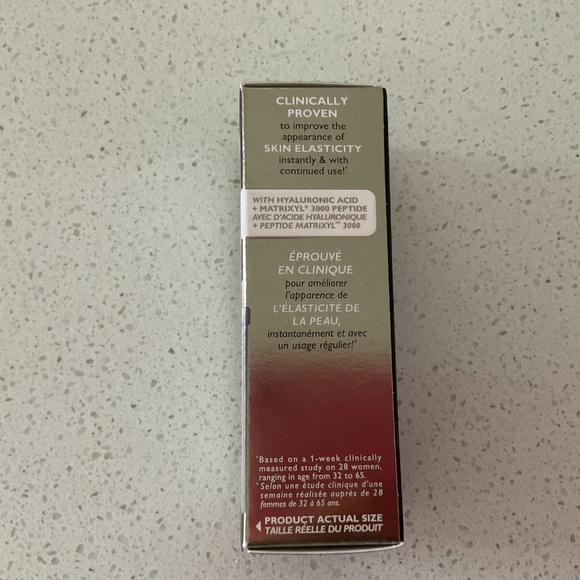 CLINICALLY
PROVEN
to improve the
appearance of
SKIN ELASTICITY
instantly & with
continued use!*
WITH HYALURONIC ACID
+ MATRIXYL® 3000 PEPTIDE
AVEC D'ACIDE HYALURONIQUE
+ PEPTIDE MATRIXYL™ 3000
ÉPROUVÉ
EN CLINIQUE
pour améliorer
l'apparence de
L'ÉLASTICITÉ DE
LA PEAU,
instantanément et avec
un usage régulier!*
*Based on a 1-week clinically
measured study on 28 women,
ranging in age from 32 to 65.
*Selon une étude clinique d'une
semaine réalisée auprès de 28
femmes de 32 à 65 ans.
PRODUCT ACTUAL SIZE
TAILLE RÉELLE DU PRODUIT